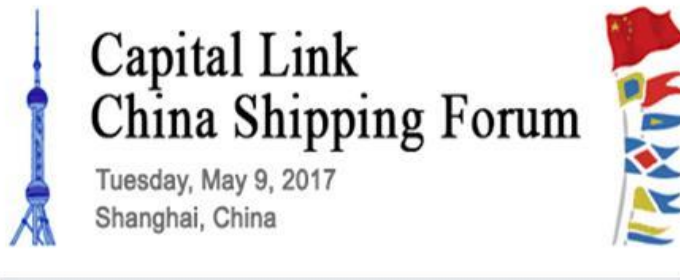 Capital Link
China Shipping Forum
Tuesday, May 9, 2017
Shanghai, China